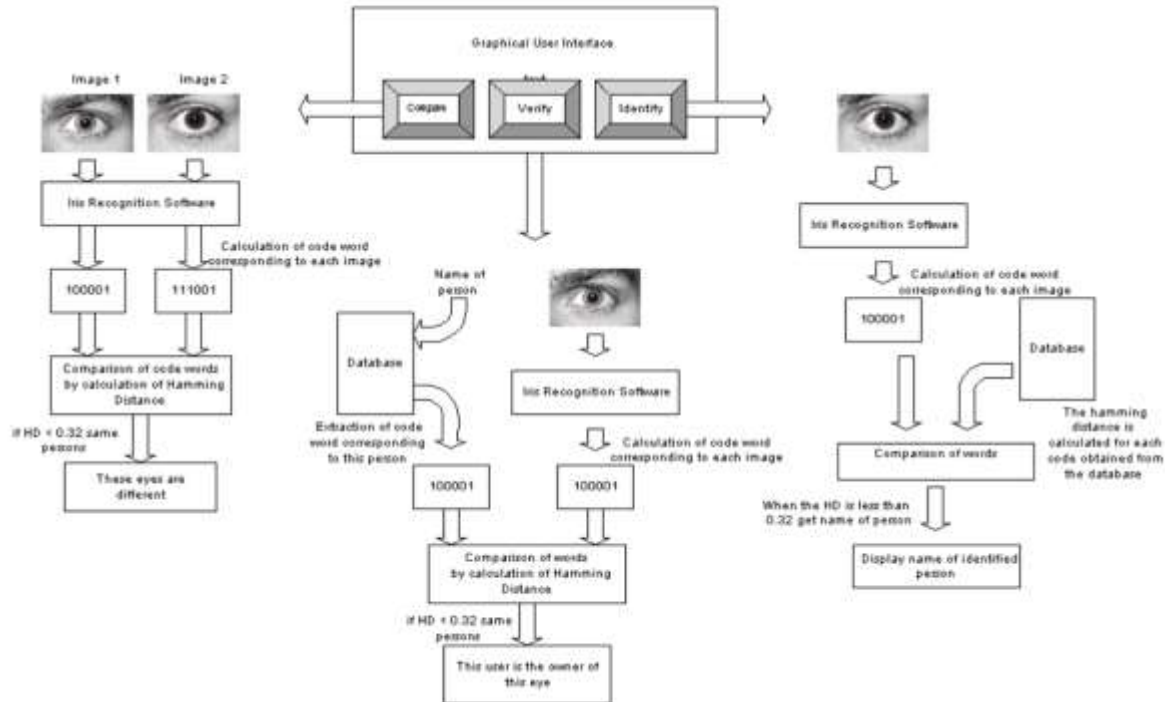 Graphical User Interface
Compare
Verify
Identity
Image 1
Image 2
Iris Recognition Software
Calculation of code word
corresponding to each image
100001
111001
Comparison of code words
by calculation of Hamming
Distance
if HD < 0.32 same
persons
These eyes are
different
Name of
person
Database
Iris Recognition Software
Extraction of code
word corresponding
to this person
Calculation of code word
corresponding to each image
100001
100001
Comparison of words
by calculation of Hamming
Distance
if HD < 0.32 same
persons
This user is the owner of
this eye
Iris Recognition Software
Calculation of code word
corresponding to each image
100001
Database
The hamming
distance is
calculated for each
code obtained from
the database
Comparison of words
When the HD is less than
0.32 get name of person
Display name of identified
person